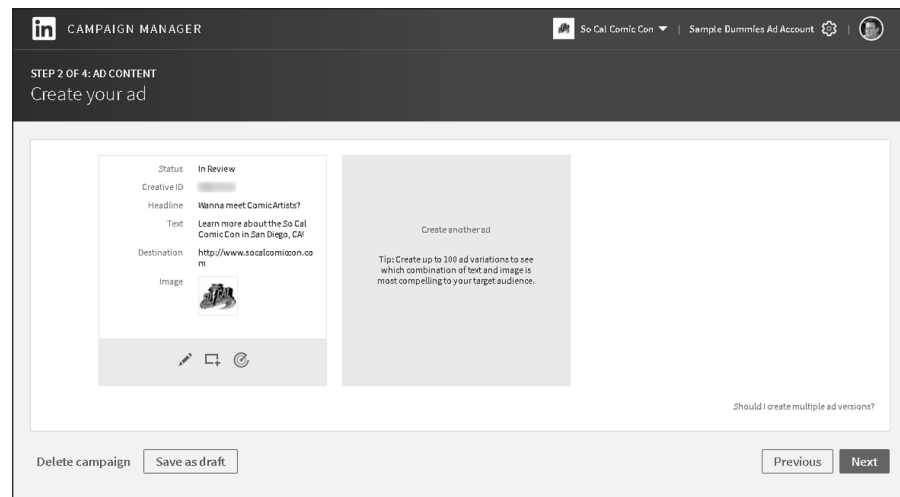 in CAMPAIGN MANAGER
So Cal Comic Con | Sample Dummies Ad Account |
STEP 2 OF 4: AD CONTENT
Create your ad
Status In Review
Creative ID
Headline Wanna meet Comic Artists?
Text Learn more about the So Cal
Comic Con in San Diego, CA!
Destination http://www.socalcomiccon.co
m
Image SO CAL
Create another ad
Tip: Create up to 100 ad variations to see
which combination of text and image is
most compelling to your target audience.
Should I create multiple ad versions?
Delete campaign Save as draft Previous Next